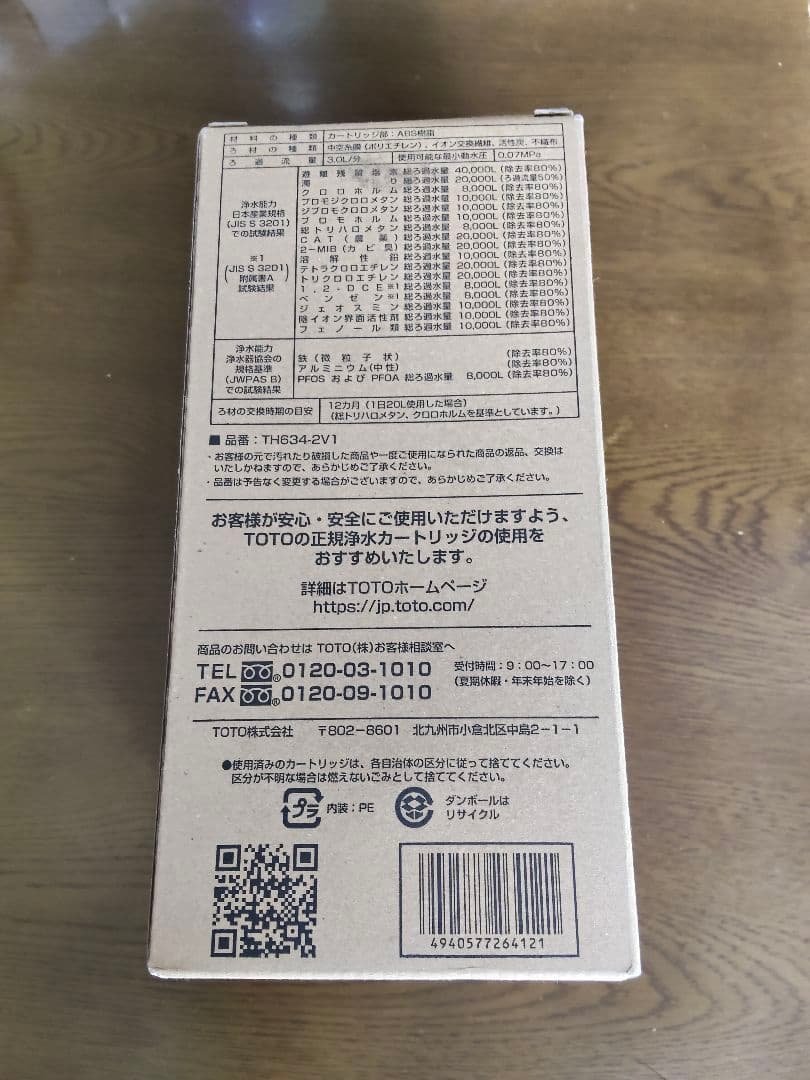 材料の種類 カートリッジ部:ABS樹脂
ろ材の種類 中空糸膜(ポリエチレン)、イオン交換繊維、活性炭、不織布
ろ過流量 3.0L/分 使用可能な最小動水圧 0.07MPa
浄水能力
日本産業規格
(JIS S 3201)
での試験結果
※1
(JIS S 3201
附属書A
試験結果)
遊離残留塩素 総ろ過水量 40,000L(除去率80%)
濁り 総ろ過水量 20,000L(ろ過流量50%)
クロロホルム 総ろ過水量 8,000L(除去率80%)
ブロモジクロロメタン 総ろ過水量 10,000L(除去率80%)
ジブロモクロロメタン 総ろ過水量 10,000L(除去率80%)
ブロモホルム 総ろ過水量 10,000L(除去率80%)
総トリハロメタン 総ろ過水量 8,000L(除去率80%)
CAT(農薬) 総ろ過水量 20,000L(除去率80%)
2-MIB(カビ臭) 総ろ過水量 20,000L(除去率80%)
溶解性鉛 総ろ過水量 10,000L(除去率80%)
テトラクロロエチレン 総ろ過水量 20,000L(除去率80%)
トリクロロエチレン 総ろ過水量 20,000L(除去率80%)
1,2-DCE※1 総ろ過水量 8,000L(除去率80%)
ベンゼン※1 総ろ過水量 8,000L(除去率80%)
ジェオスミン 総ろ過水量 10,000L(除去率80%)
陰イオン界面活性剤 総ろ過水量 10,000L(除去率80%)
フェノール類 総ろ過水量 10,000L(除去率80%)
浄水能力
浄水器協会の
規格基準
(JWPAS B)
での試験結果
鉄(微粒子状) (除去率80%)
アルミニウム(中性) (除去率80%)
PFOS および PFOA 総ろ過水量 8,000L(除去率80%)
ろ材の交換時期の目安 12カ月(1日20L使用した場合)
(総トリハロメタン、クロロホルムを基準としています。)
■ 品番:TH634-2V1
・お客様の元で汚れたり破損した商品や一度ご使用になられた商品の返品、交換は
いたしかねますので、あらかじめご了承ください。
・品番は予告なく変更する場合がございますので、あらかじめご了承ください。
お客様が安心・安全にご使用いただけますよう、
TOTOの正規浄水カートリッジの使用を
おすすめいたします。
詳細はTOTOホームページ
https://jp.toto.com/
商品のお問い合わせは TOTO(株)お客様相談室へ
TEL ®0120-03-1010 受付時間:9:00〜17:00
FAX ®0120-09-1010 (夏期休暇・年末年始を除く)
TOTO株式会社 〒802-8601 北九州市小倉北区中島2-1-1
●使用済みのカートリッジは、各自治体の区分に従って捨ててください。
区分が不明な場合は燃えないごみとして捨ててください。
プラ 内装:PE ダンボールは
リサイクル
4940577264121